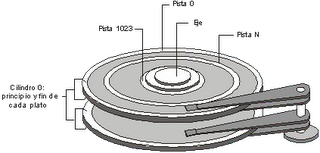 Pista 0
Eje
Pista 1023
Pista N
Cilindro 0:
principio y fin de
cada plato